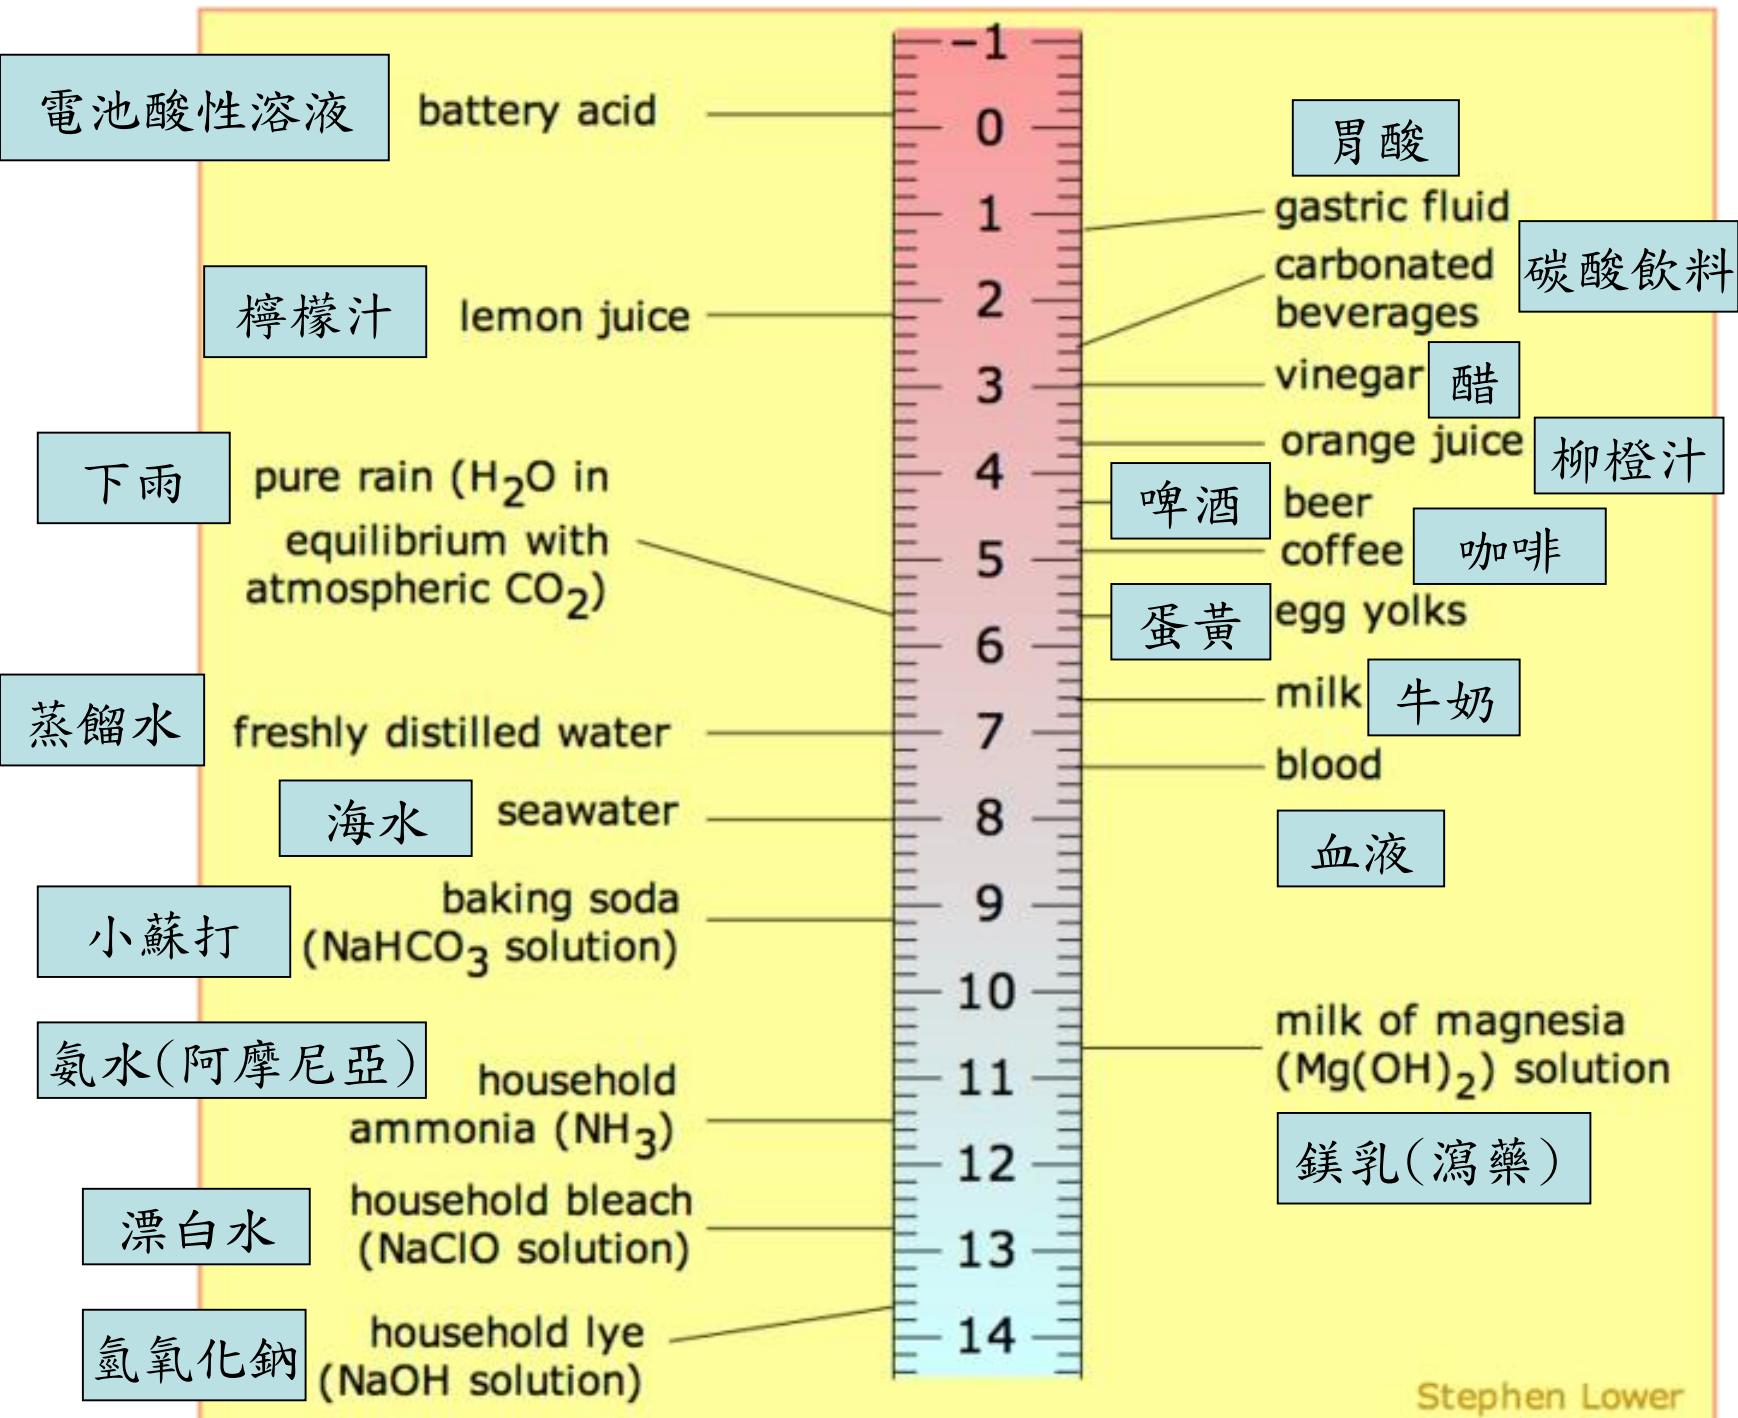 電池酸性溶液
battery acid
檸檬汁
lemon juice
下雨
pure rain (H₂O in
equilibrium with
atmospheric CO₂)
蒸餾水
freshly distilled water
海水
seawater
小蘇打
baking soda
(NaHCO₃ solution)
氨水(阿摩尼亞)
household
ammonia (NH₃)
漂白水
household bleach
(NaClO solution)
氫氧化鈉
household lye
(NaOH solution)
−1
0
1
2
3
4
5
6
7
8
9
10
11
12
13
14
胃酸
gastric fluid
carbonated
beverages
碳酸飲料
vinegar
醋
orange juice
柳橙汁
啤酒
beer
coffee
咖啡
蛋黃
egg yolks
milk
牛奶
blood
血液
milk of magnesia
(Mg(OH)₂) solution
鎂乳(瀉藥)
Stephen Lower